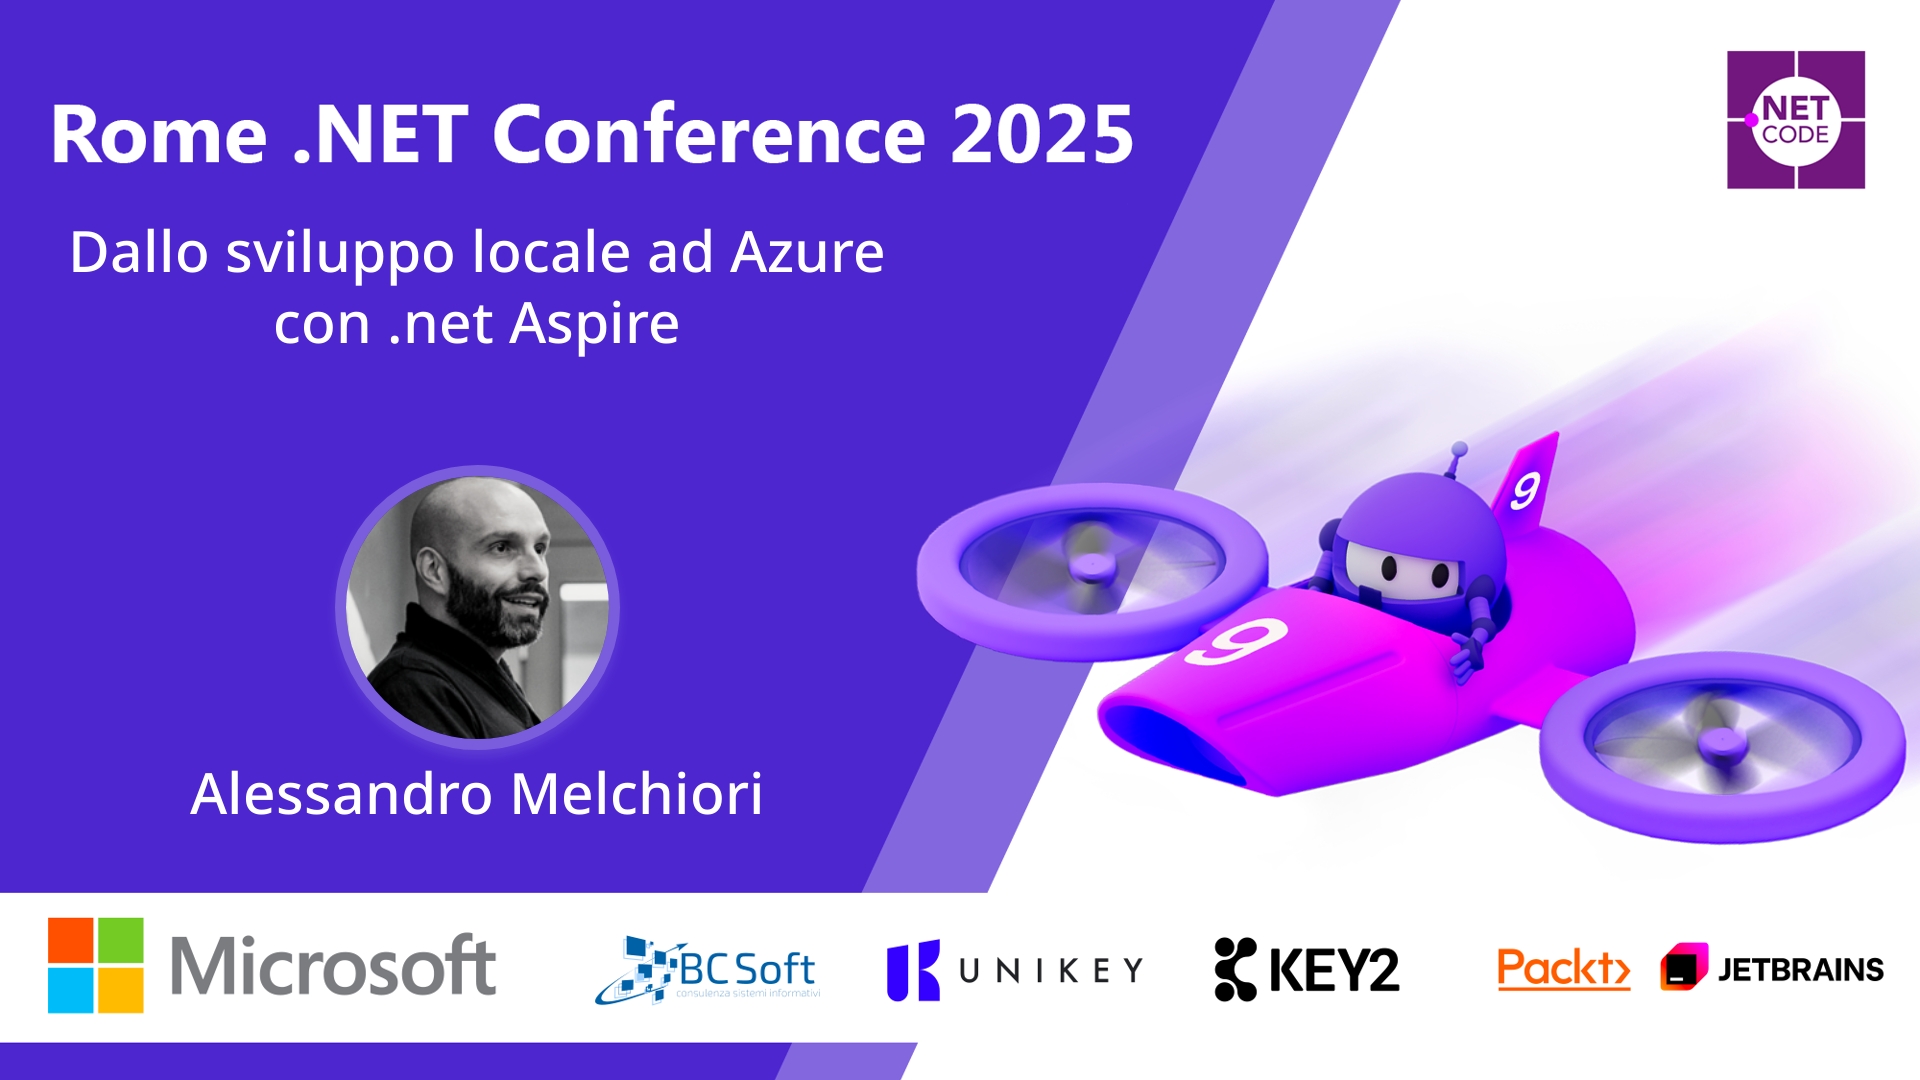 Rome .NET Conference 2025
.NET
CODE
Dallo sviluppo locale ad Azure
con .net Aspire
9
9
Alessandro Melchiori
Microsoft
BC Soft
consulenza sistemi informativi
UNIKEY
KEY2
Packt
JETBRAINS